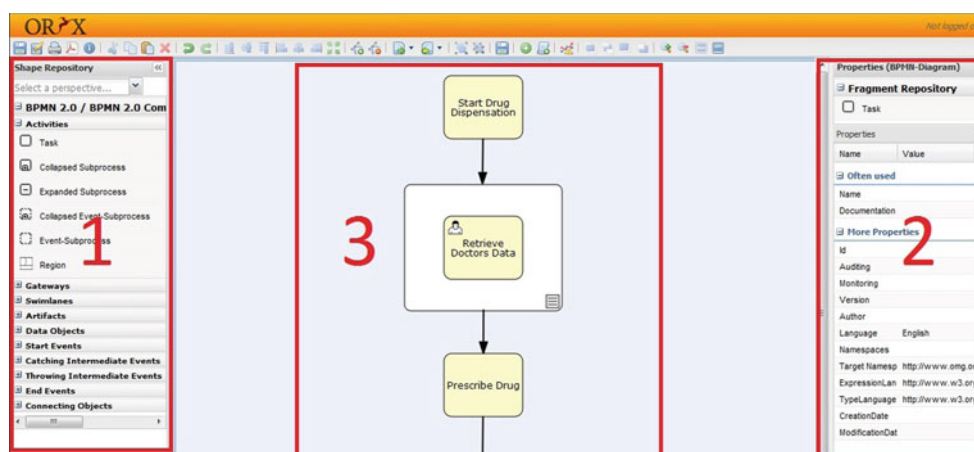 ORYX
Not logged o
Shape Repository
Select a perspective...
BPMN 2.0 / BPMN 2.0 Com
Activities
Task
Collapsed Subprocess
Expanded Subprocess
Collapsed Event-Subprocess
Event-Subprocess
Region
Gateways
Swimlanes
Artifacts
Data Objects
Start Events
Catching Intermediate Events
Throwing Intermediate Events
End Events
Connecting Objects
1
Start Drug
Dispensation
3
Retrieve
Doctors Data
Prescribe Drug
Properties (BPMN-Diagram)
Fragment Repository
Task
Properties
Name Value
Often used
Name
Documentation
More Properties
2
Id
Auditing
Monitoring
Version
Author
Language English
Namespaces
Target Namesp http://www.omg.or
ExpressionLan http://www.w3.org
TypeLanguage http://www.w3.org
CreationDate
ModificationDat